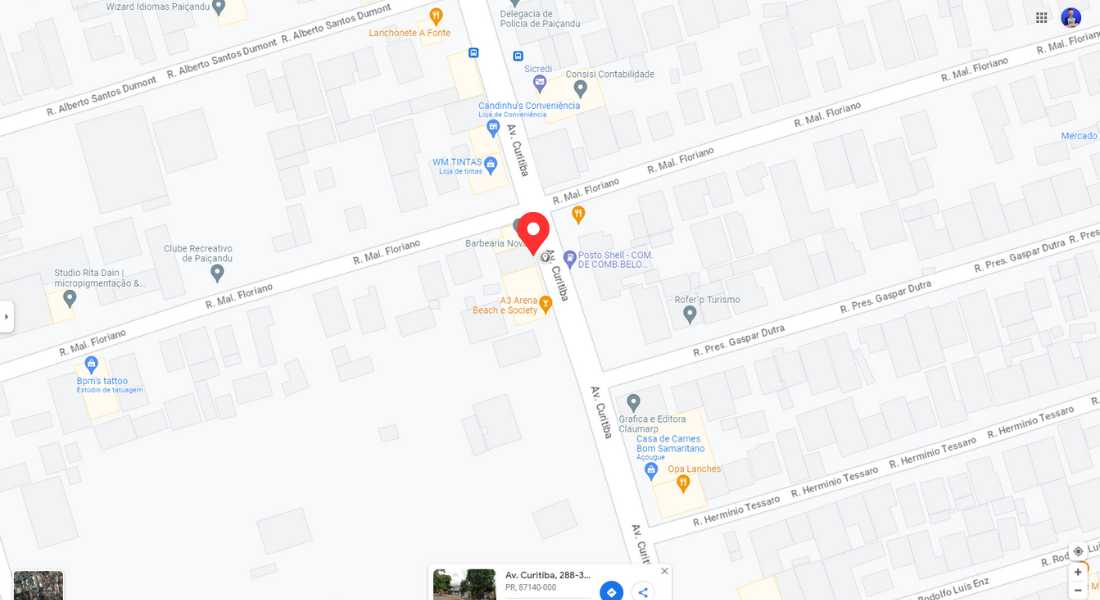 Wizard Idiomas Paiçandu
R. Alberto Santos Dumont
R. Alberto Santos Dumont
R. Alberto Santos Dumont
Lanchonete A Fonte
Delegacia de
Polícia de Paiçandu
Sicredi
Consisi Contabilidade
Candinhu's Conveniência
Loja de Conveniência
Av. Curitiba
WM TINTAS
Loja de tintas
R. Mal. Floriano
R. Mal. Floriano
R. Mal. Floriano
R. Mal. Floriano
R. Mal. Floriano
Mercado
Barbearia Nov
Clube Recreativo
de Paiçandu
R. Mal. Floriano
R. Mal. Floriano
R. Mal. Floriano
Studio Rita Dain |
micropigmentação &...
Bpm's tattoo
Estúdio de tatuagem
Av. Curitiba
Posto Shell - COM.
DE COMB BELO...
A3 Arena
Beach e Society
Rofer p Turismo
R. Pres. Gaspar Dutra
R. Pres. Gaspar Dutra
R. Pres. Gaspar Dutra
R. Pres.
Av. Curitiba
Grafica e Editora
Claumarp
Casa de Carnes
Bom Samaritano
Açougue
Opa Lanches
R. Hermínio Tessaro
R. Hermínio Tessaro
R. Hermínio Tessaro
R. Hermínio Tessaro
R.
Av. Curitiba
R. Rodolfo Luís Enz
Rodolfo Luís Enz
Av. Curitiba, 288-3...
PR, 87140-000